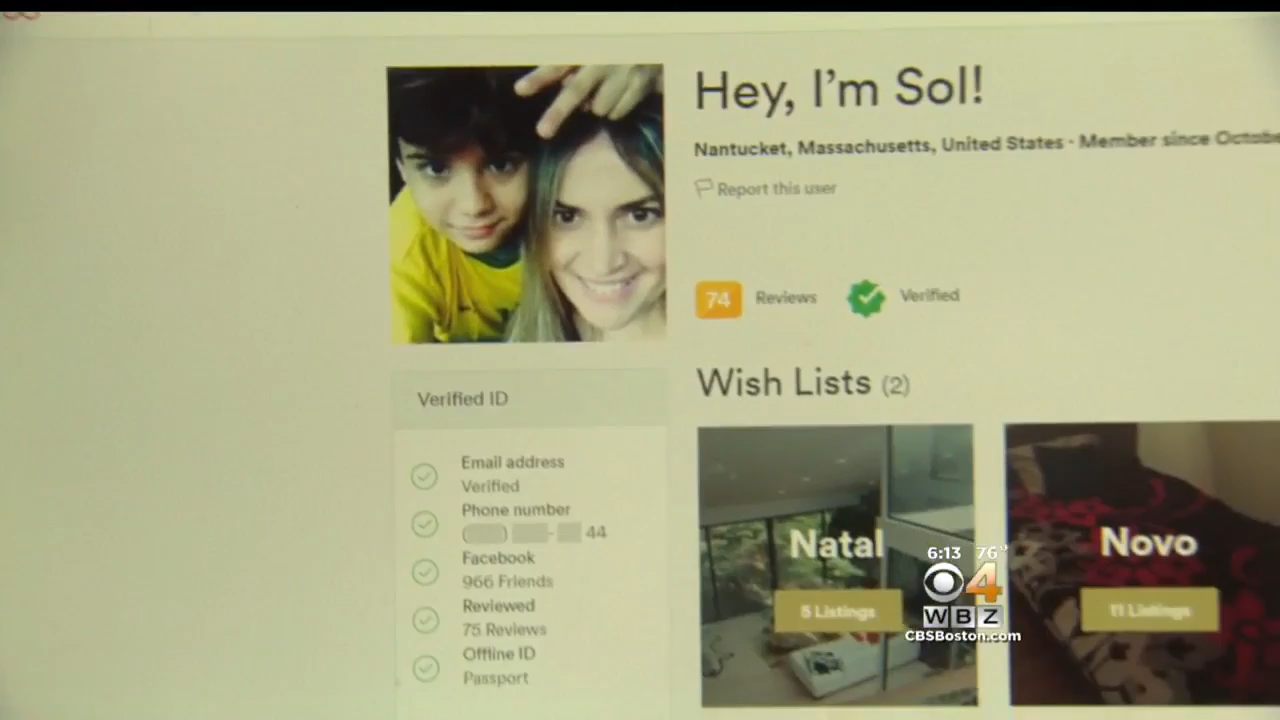 Hey, I'm Sol!
Nantucket, Massachusetts, United States · Member since
Report this user
74 Reviews Verified
Wish Lists (2)
Verified ID
Email address
Verified
Phone number
( ) - 44
Facebook
966 Friends
Reviewed
75 Reviews
Offline ID
Passport
Natal
5 Listings
Novo
11 Listings
6:13 76°
4
WBZ
CBSBoston.com